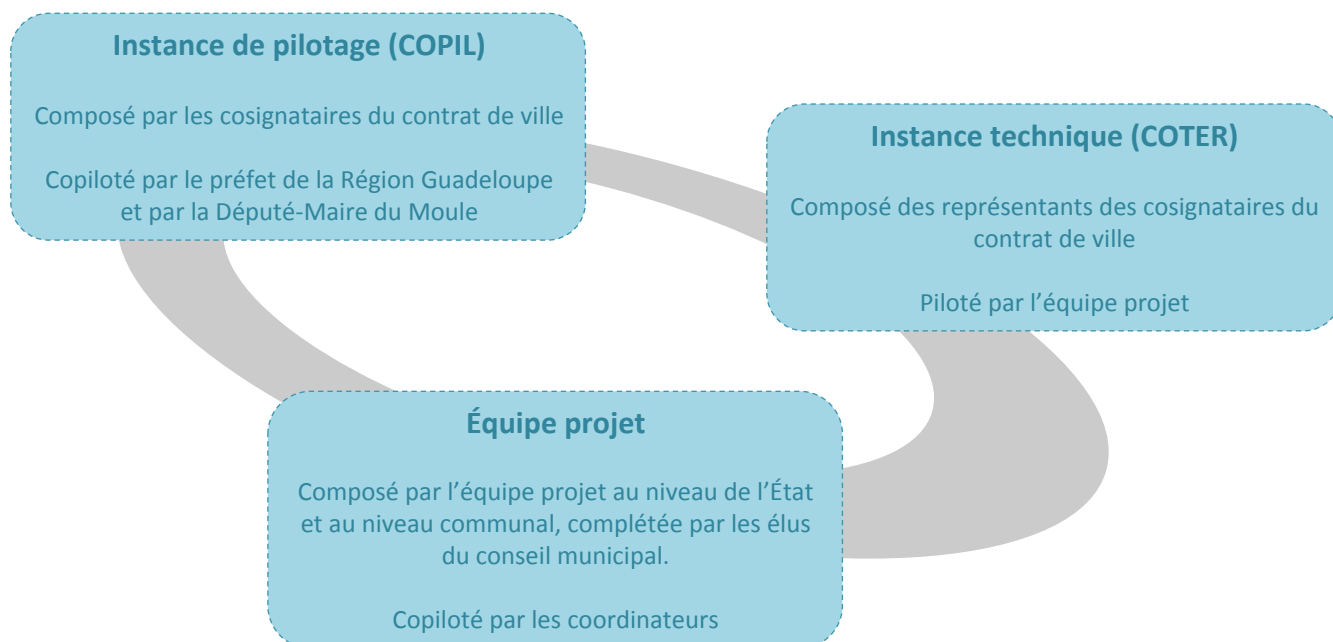 Instance de pilotage (COPIL)
Composé par les cosignataires du contrat de ville
Copiloté par le préfet de la Région Guadeloupe
et par la Député-Maire du Moule
Instance technique (COTER)
Composé des représentants des cosignataires du
contrat de ville
Piloté par l’équipe projet
Équipe projet
Composé par l’équipe projet au niveau de l’État
et au niveau communal, complétée par les élus
du conseil municipal.
Copiloté par les coordinateurs